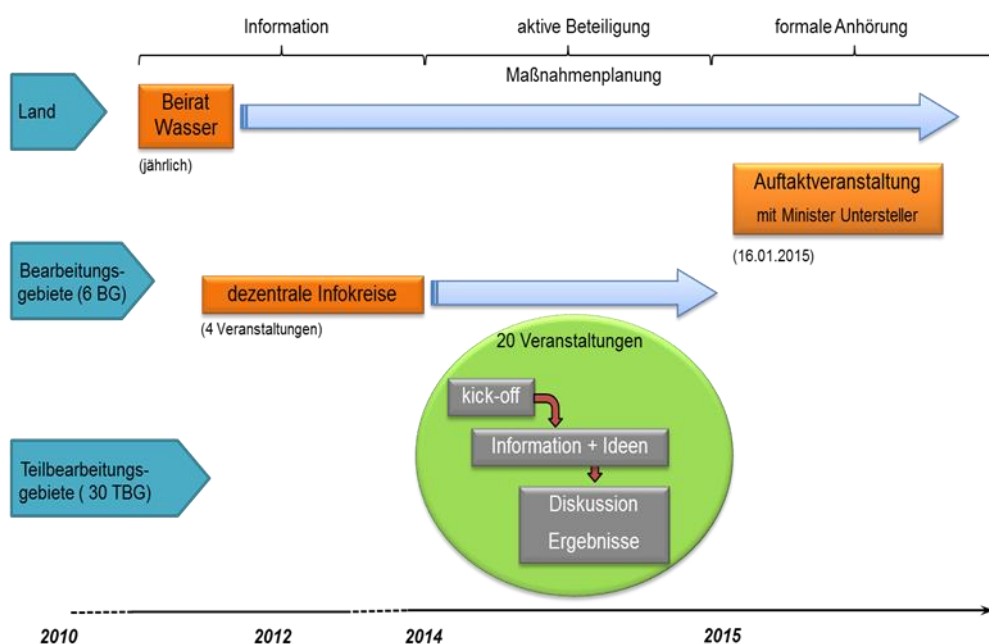 Information
aktive Beteiligung
formale Anhörung
Maßnahmenplanung
Land
Beirat
Wasser
(jährlich)
Auftaktveranstaltung
mit Minister Untersteller
(16.01.2015)
Bearbeitungs-
gebiete (6 BG)
dezentrale Infokreise
(4 Veranstaltungen)
20 Veranstaltungen
kick-off
Information + Ideen
Diskussion
Ergebnisse
Teilbearbeitungs-
gebiete ( 30 TBG)
2010
2012
2014
2015